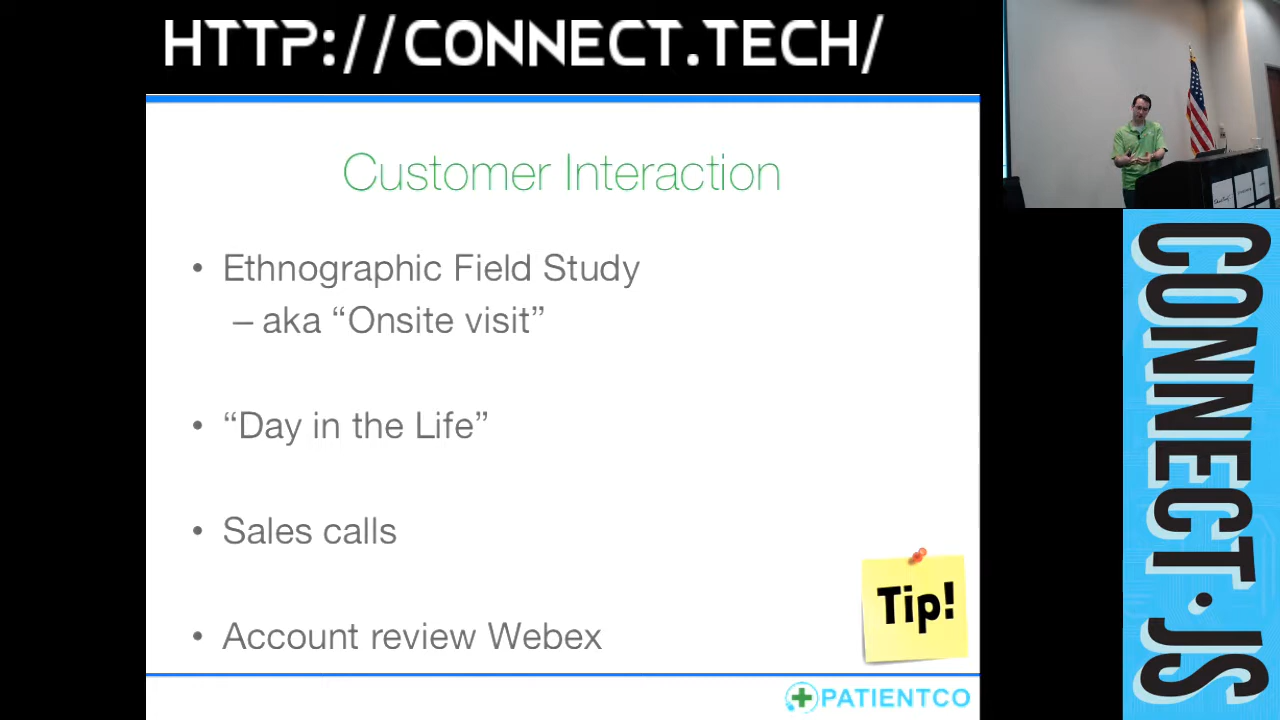 HTTP://CONNECT.TECH/
Customer Interaction
• Ethnographic Field Study
– aka “Onsite visit”
• “Day in the Life”
• Sales calls
• Account review Webex
Tip!
PATIENTCO
CONNECT.JS